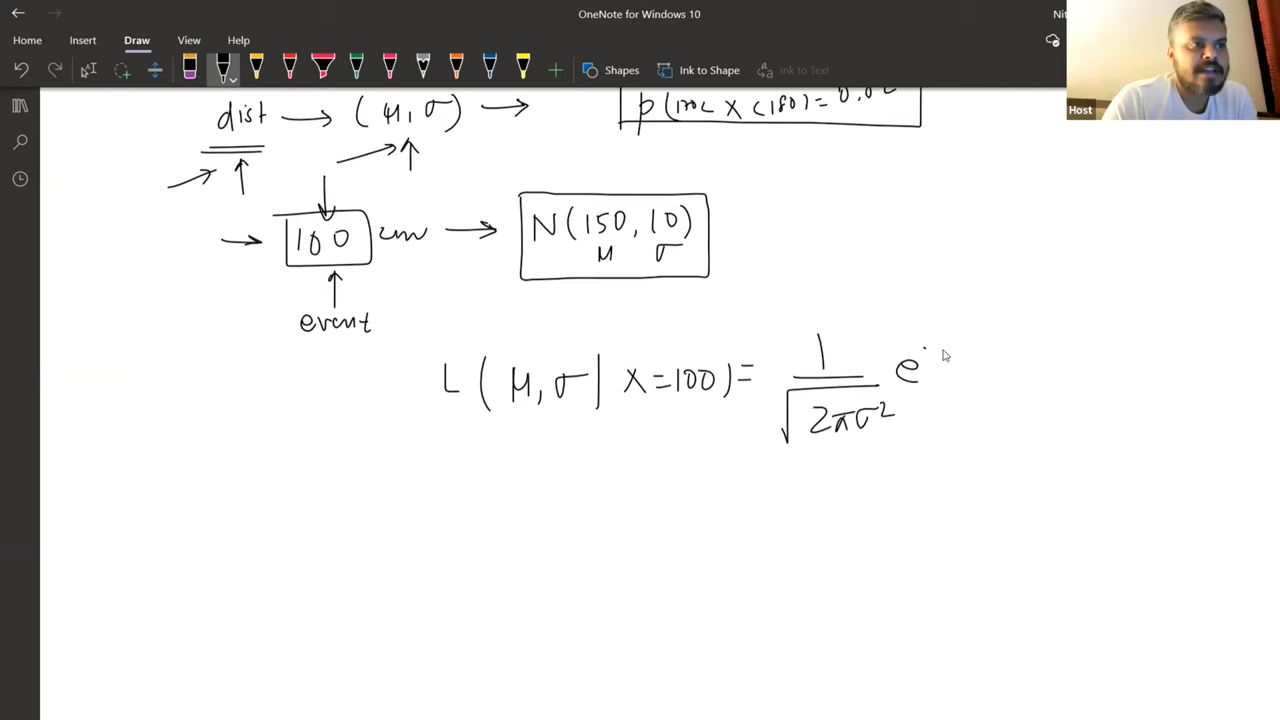 OneNote for Windows 10
Home Insert Draw View Help
Shapes Ink to Shape Ink to Text
Host
dist → (μ, σ) →
100 cm → N(150, 10)
μ σ
event
L(μ, σ | X=100) = 1/√2πσ² e